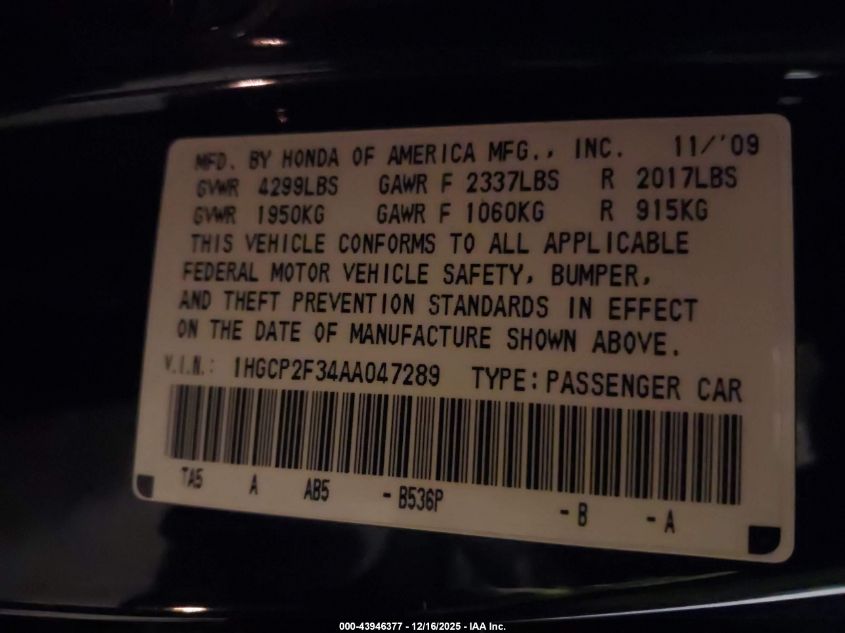 MFD. BY HONDA OF AMERICA MFG., INC. 11/'09
GVWR 4299LBS GAWR F 2337LBS R 2017LBS
GVWR 1950KG GAWR F 1060KG R 915KG
THIS VEHICLE CONFORMS TO ALL APPLICABLE
FEDERAL MOTOR VEHICLE SAFETY, BUMPER,
AND THEFT PREVENTION STANDARDS IN EFFECT
ON THE DATE OF MANUFACTURE SHOWN ABOVE.
V.I.N.: 1HGCP2F34AA047289 TYPE: PASSENGER CAR
TA5 A AB5 - B536P - B - A
000-43946377 - 12/16/2025 - IAA Inc.